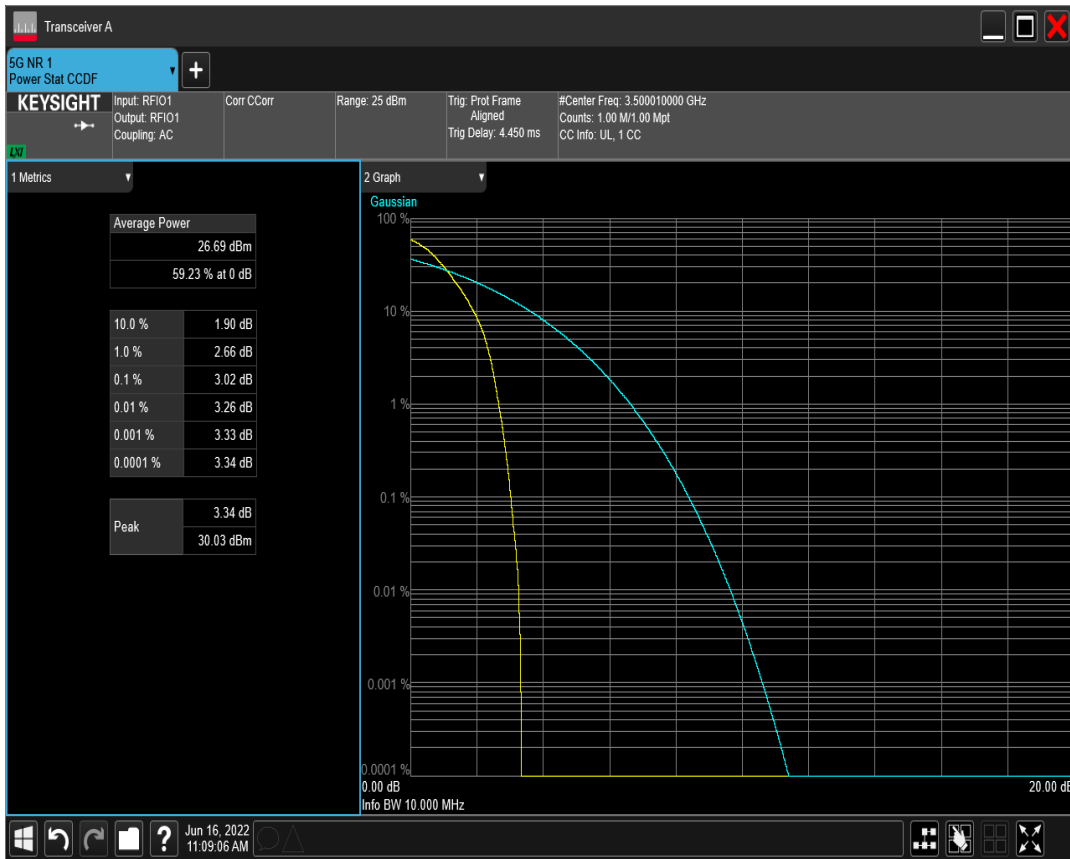 Transceiver A
5G NR 1
Power Stat CCDF
+
KEYSIGHT
LXI
Input: RFIO1
Output: RFIO1
Coupling: AC
Corr CCorr
Range: 25 dBm
Trig: Prot Frame
Aligned
Trig Delay: 4.450 ms
#Center Freq: 3.500010000 GHz
Counts: 1.00 M/1.00 Mpt
CC Info: UL, 1 CC
1 Metrics
Average Power
26.69 dBm
59.23 % at 0 dB
10.0 % 1.90 dB
1.0 % 2.66 dB
0.1 % 3.02 dB
0.01 % 3.26 dB
0.001 % 3.33 dB
0.0001 % 3.34 dB
Peak
3.34 dB
30.03 dBm
2 Graph
Gaussian
100 %
10 %
1 %
0.1 %
0.01 %
0.001 %
0.0001 %
0.00 dB 20.00 dB
Info BW 10.000 MHz
?
Jun 16, 2022
11:09:06 AM